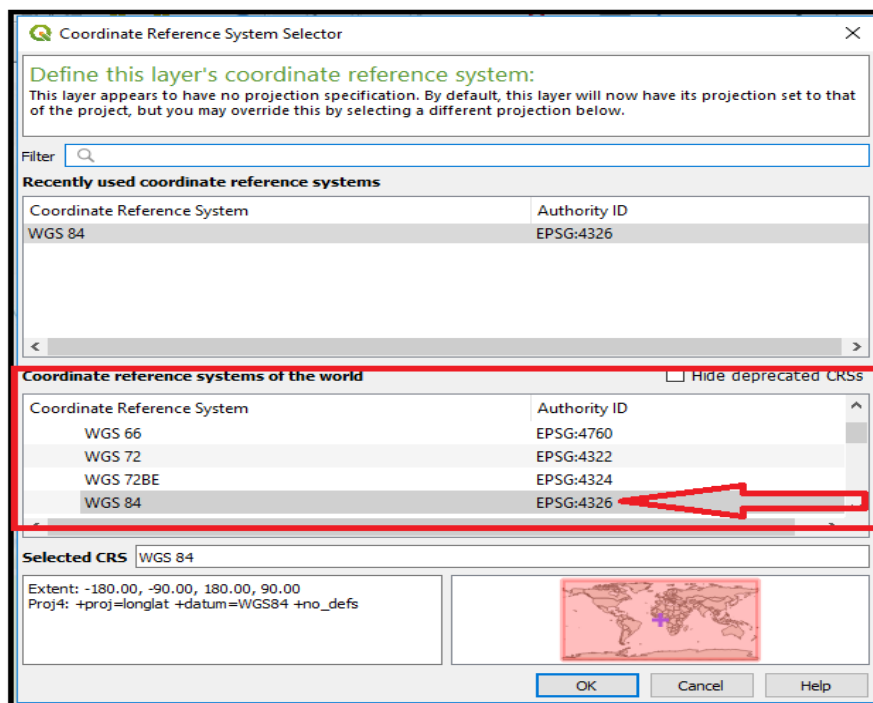 Coordinate Reference System Selector
Define this layer's coordinate reference system:
This layer appears to have no projection specification. By default, this layer will now have its projection set to that
of the project, but you may override this by selecting a different projection below.
Filter
Recently used coordinate reference systems
Coordinate Reference System Authority ID
WGS 84 EPSG:4326
Coordinate reference systems of the world Hide deprecated CRSs
Coordinate Reference System Authority ID
WGS 66 EPSG:4760
WGS 72 EPSG:4322
WGS 72BE EPSG:4324
WGS 84 EPSG:4326
Selected CRS WGS 84
Extent: -180.00, -90.00, 180.00, 90.00
Proj4: +proj=longlat +datum=WGS84 +no_defs
OK Cancel Help